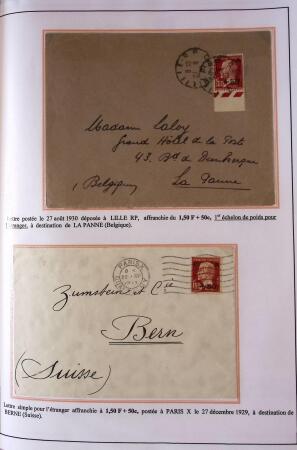 Madame Laloy
Grand Hôtel de la Poste
43, Bd de Dunkerque
(Belgique)
La Panne
Lettre postée le 27 août 1930 déposée à LILLE RP, affranchie du 1,50 F + 50c, 1er échelon de poids pour
l'étranger, à destination de LA PANNE (Belgique).
PARIS X
Zumstein et Cie
Bern
(Suisse)
Lettre simple pour l'étranger affranchie à 1,50 F + 50c, postée à PARIS X le 27 décembre 1929, à destination de
BERNE (Suisse).